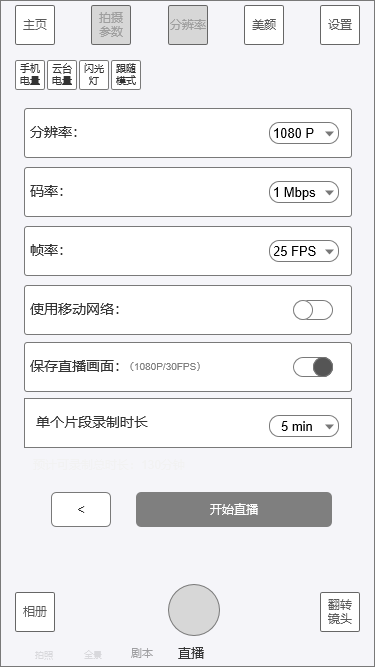 主页
拍摄
参数
分辨率
美颜
设置
手机
电量
云台
电量
闪光
灯
跟随
模式
分辨率：
1080 P
码率：
1 Mbps
帧率：
25 FPS
使用移动网络：
保存直播画面：（1080P/30FPS）
单个片段录制时长
5 min
<
开始直播
相册
翻转
镜头
拍照
全景
剧本
直播